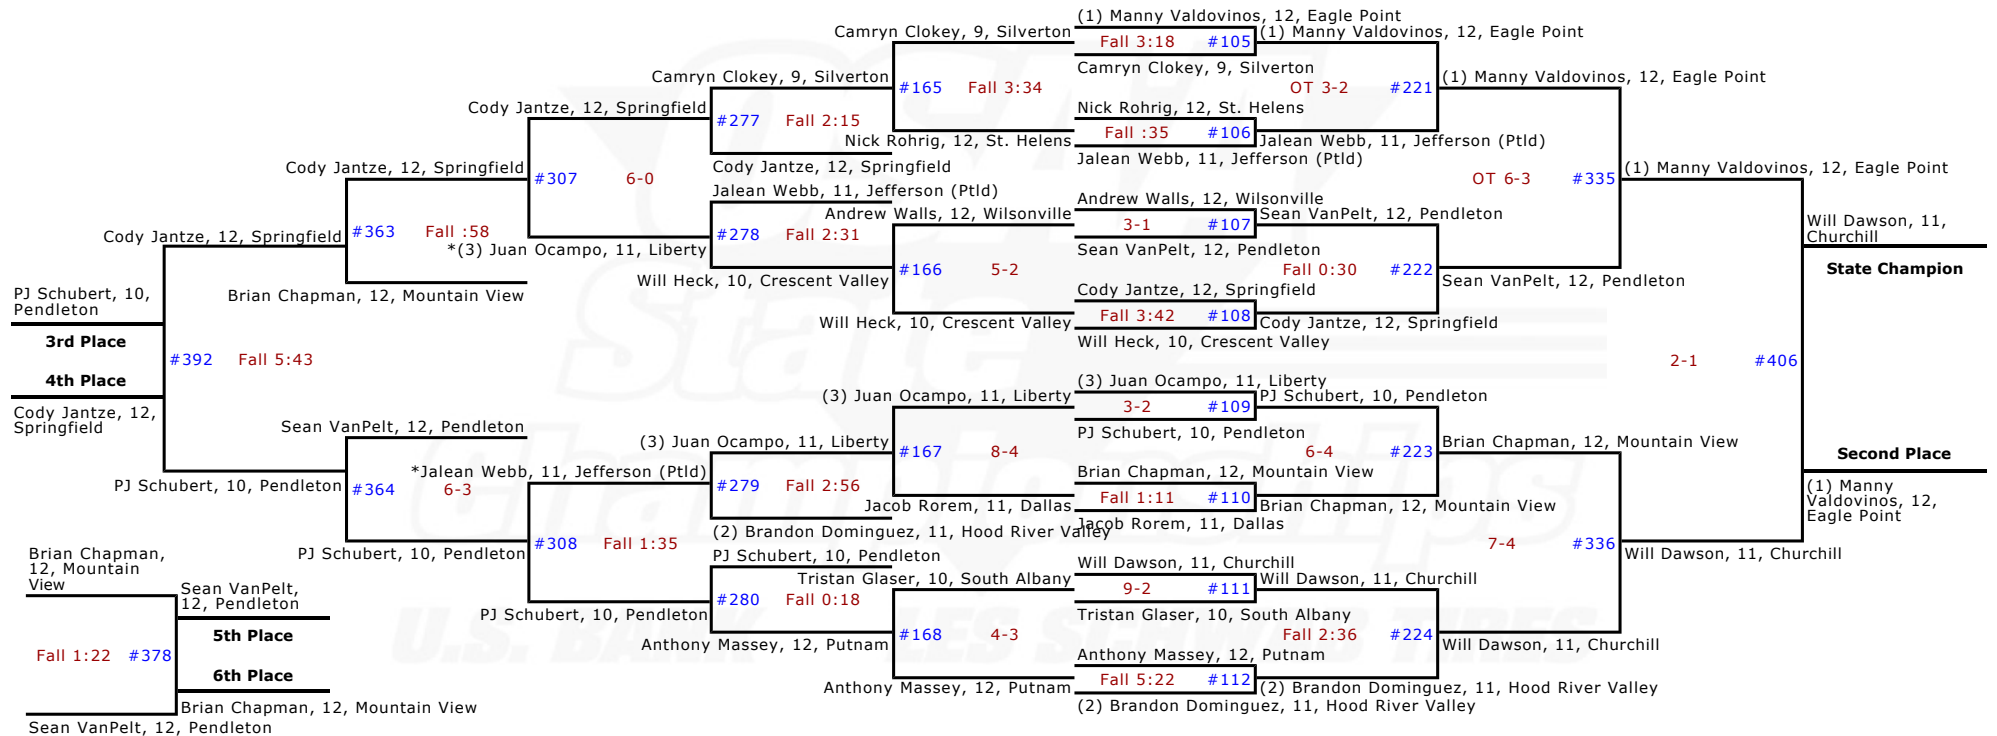 (1) Manny Valdovinos, 12, Eagle Point
Camryn Clokey, 9, Silverton
Fall 3:18 #105
(1) Manny Valdovinos, 12, Eagle Point
Camryn Clokey, 9, Silverton
Camryn Clokey, 9, Silverton
(1) Manny Valdovinos, 12, Eagle Point
#165 Fall 3:34
OT 3-2 #221
Cody Jantze, 12, Springfield
Nick Rohrig, 12, St. Helens
#277 Fall 2:15
Nick Rohrig, 12, St. Helens
Fall :35 #106
Jalean Webb, 11, Jefferson (Ptld)
Jalean Webb, 11, Jefferson (Ptld)
Cody Jantze, 12, Springfield
Cody Jantze, 12, Springfield
(1) Manny Valdovinos, 12, Eagle Point
#307 6-0
OT 6-3 #335
Jalean Webb, 11, Jefferson (Ptld)
Andrew Walls, 12, Wilsonville
Andrew Walls, 12, Wilsonville
3-1 #107
Sean VanPelt, 12, Pendleton
Will Dawson, 11,
Churchill
Cody Jantze, 12, Springfield
#363 Fall :58
#278 Fall 2:31
*(3) Juan Ocampo, 11, Liberty
Sean VanPelt, 12, Pendleton
State Champion
#166 5-2
Fall 0:30 #222
Will Heck, 10, Crescent Valley
Sean VanPelt, 12, Pendleton
Cody Jantze, 12, Springfield
PJ Schubert, 10,
Pendleton
Brian Chapman, 12, Mountain View
Fall 3:42 #108
Will Heck, 10, Crescent Valley
Cody Jantze, 12, Springfield
3rd Place
Will Heck, 10, Crescent Valley
#392 Fall 5:43
2-1 #406
4th Place
(3) Juan Ocampo, 11, Liberty
(3) Juan Ocampo, 11, Liberty
PJ Schubert, 10, Pendleton
3-2 #109
Cody Jantze, 12,
Springfield
Sean VanPelt, 12, Pendleton
PJ Schubert, 10, Pendleton
(3) Juan Ocampo, 11, Liberty
Brian Chapman, 12, Mountain View
#167 8-4
6-4 #223
Second Place
*Jalean Webb, 11, Jefferson (Ptld)
Brian Chapman, 12, Mountain View
PJ Schubert, 10, Pendleton
#364 6-3
#279 Fall 2:56
Fall 1:11 #110
(1) Manny
Valdovinos, 12,
Eagle Point
Jacob Rorem, 11, Dallas
Brian Chapman, 12, Mountain View
Jacob Rorem, 11, Dallas
(2) Brandon Dominguez, 11, Hood River Valley
#308 Fall 1:35
7-4 #336
PJ Schubert, 10, Pendleton
PJ Schubert, 10, Pendleton
Will Dawson, 11, Churchill
Brian Chapman,
12, Mountain
View
Will Dawson, 11, Churchill
Tristan Glaser, 10, South Albany
9-2 #111
Will Dawson, 11, Churchill
Sean VanPelt,
12, Pendleton
#280 Fall 0:18
PJ Schubert, 10, Pendleton
Tristan Glaser, 10, South Albany
5th Place
#168 4-3
Fall 2:36 #224
Anthony Massey, 12, Putnam
Will Dawson, 11, Churchill
Fall 1:22 #378
Anthony Massey, 12, Putnam
6th Place
Fall 5:22 #112
Anthony Massey, 12, Putnam
(2) Brandon Dominguez, 11, Hood River Valley
Brian Chapman, 12, Mountain View
(2) Brandon Dominguez, 11, Hood River Valley
Sean VanPelt, 12, Pendleton
OSAA
State
Championships
U.S. BANK LES SCHWAB TIRES